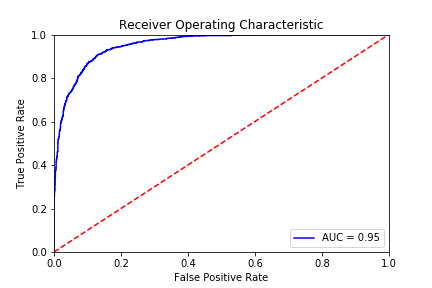 Receiver Operating Characteristic
True Positive Rate
1.0
0.8
0.6
0.4
0.2
0.0
AUC = 0.95
0.0 0.2 0.4 0.6 0.8 1.0
False Positive Rate